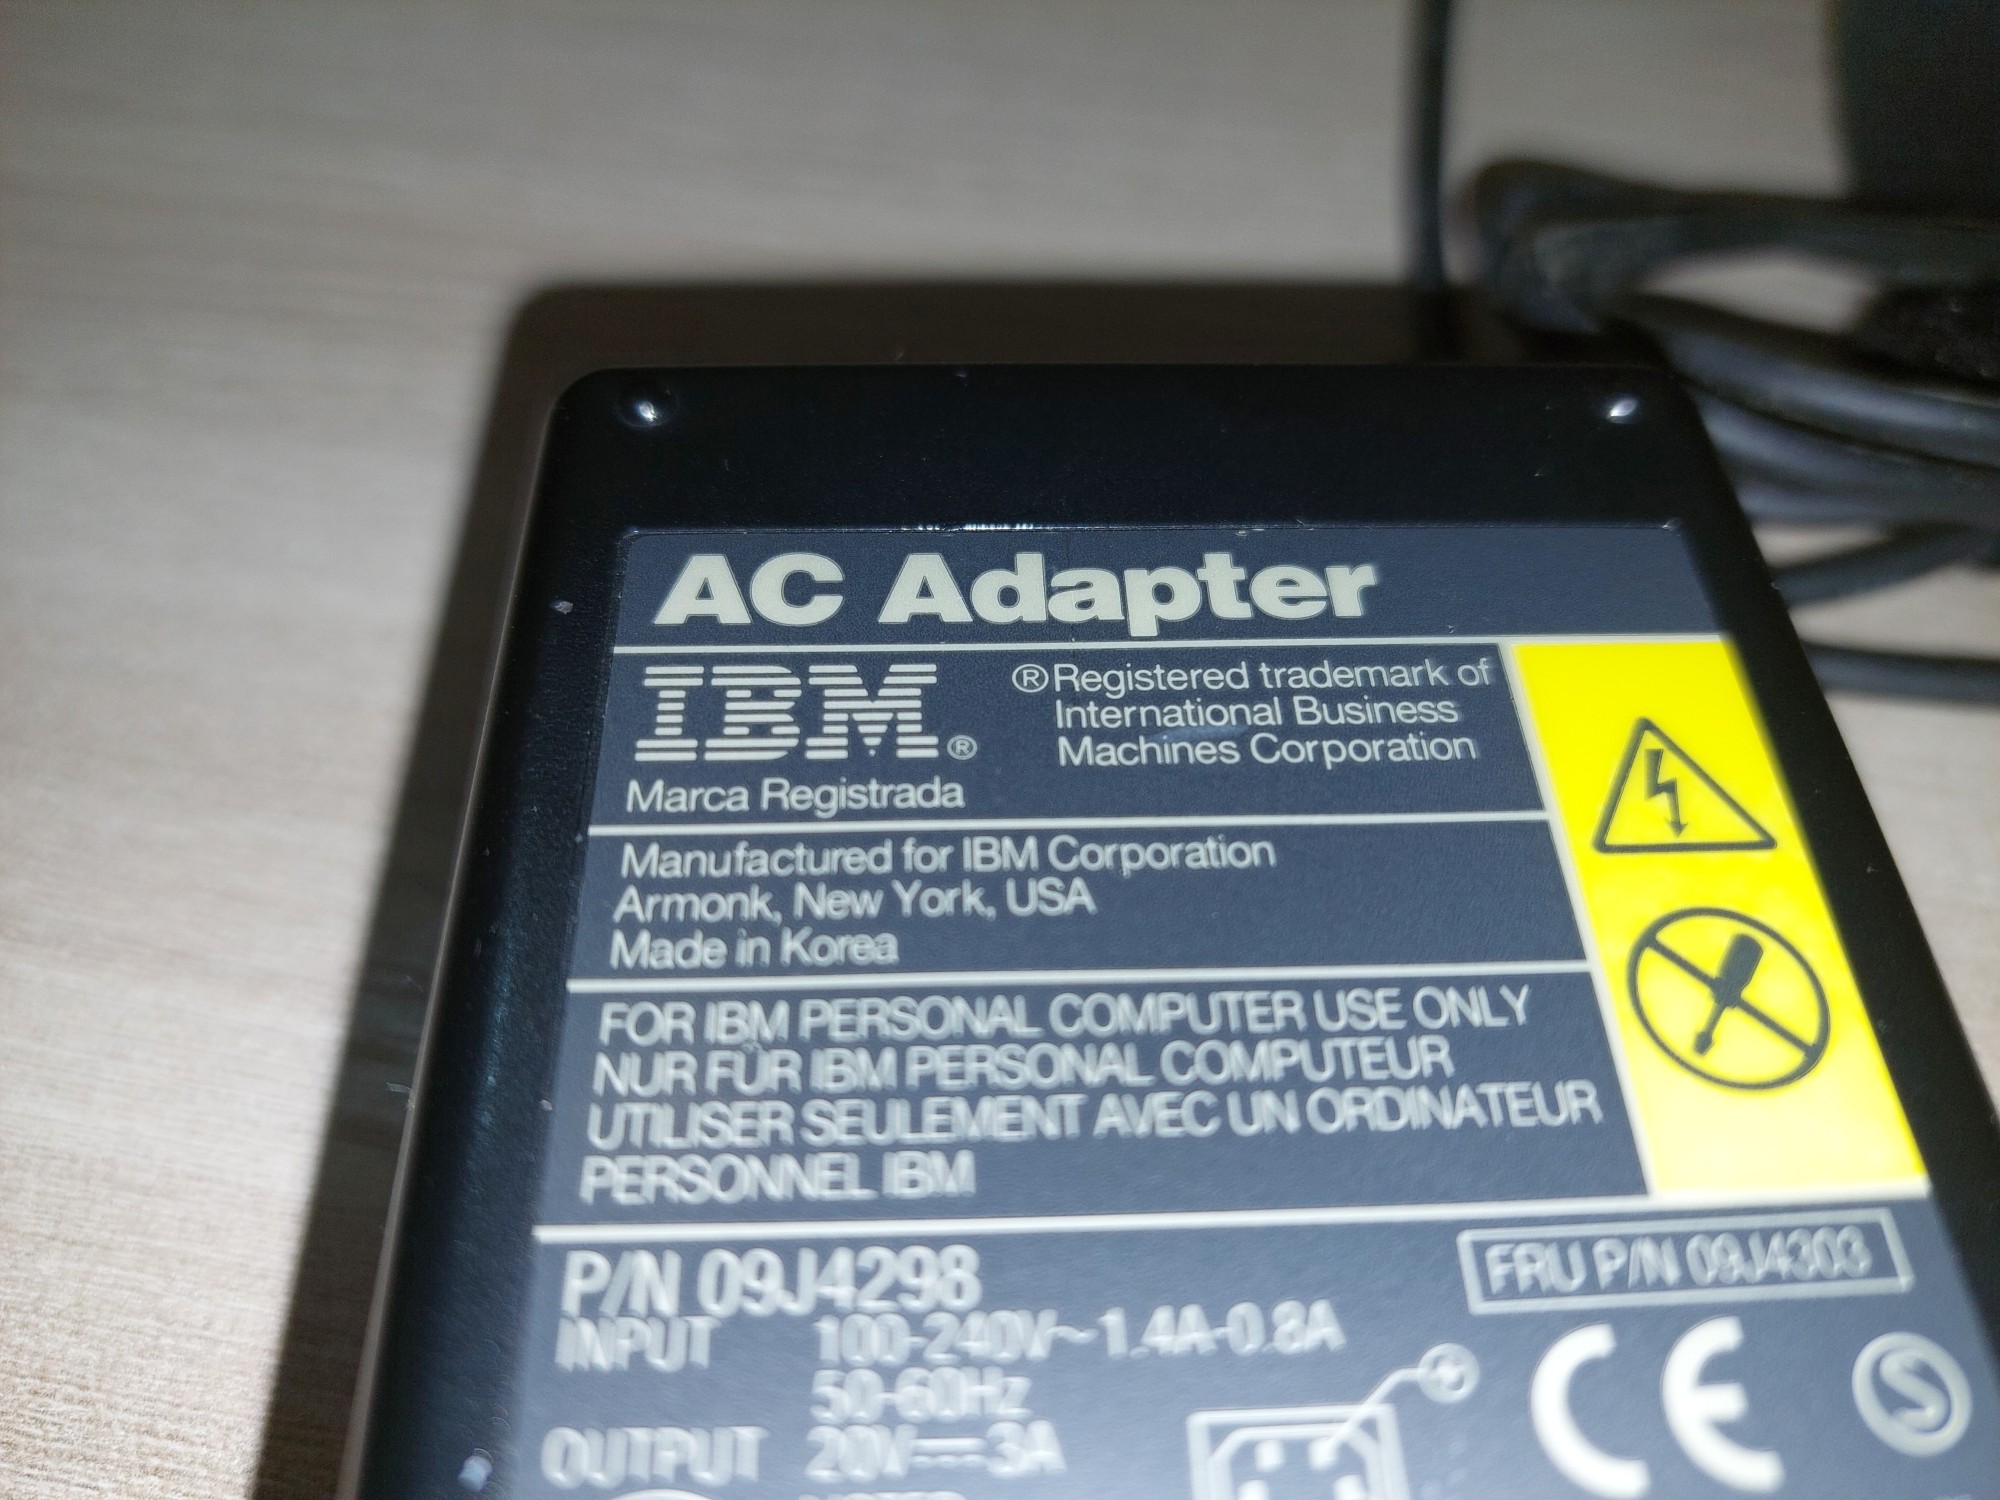 AC Adapter
IBM®
®Registered trademark of
International Business
Machines Corporation
Marca Registrada
Manufactured for IBM Corporation
Armonk, New York, USA
Made in Korea
FOR IBM PERSONAL COMPUTER USE ONLY
NUR FÜR IBM PERSONAL COMPUTEUR
UTILISER SEULEMENT AVEC UN ORDINATEUR
PERSONNEL IBM
P/N 09J4298
FRU P/N 09J4303
INPUT 100-240V~1.4A-0.8A
50-60Hz
OUTPUT 20V⎓3A
CE
S